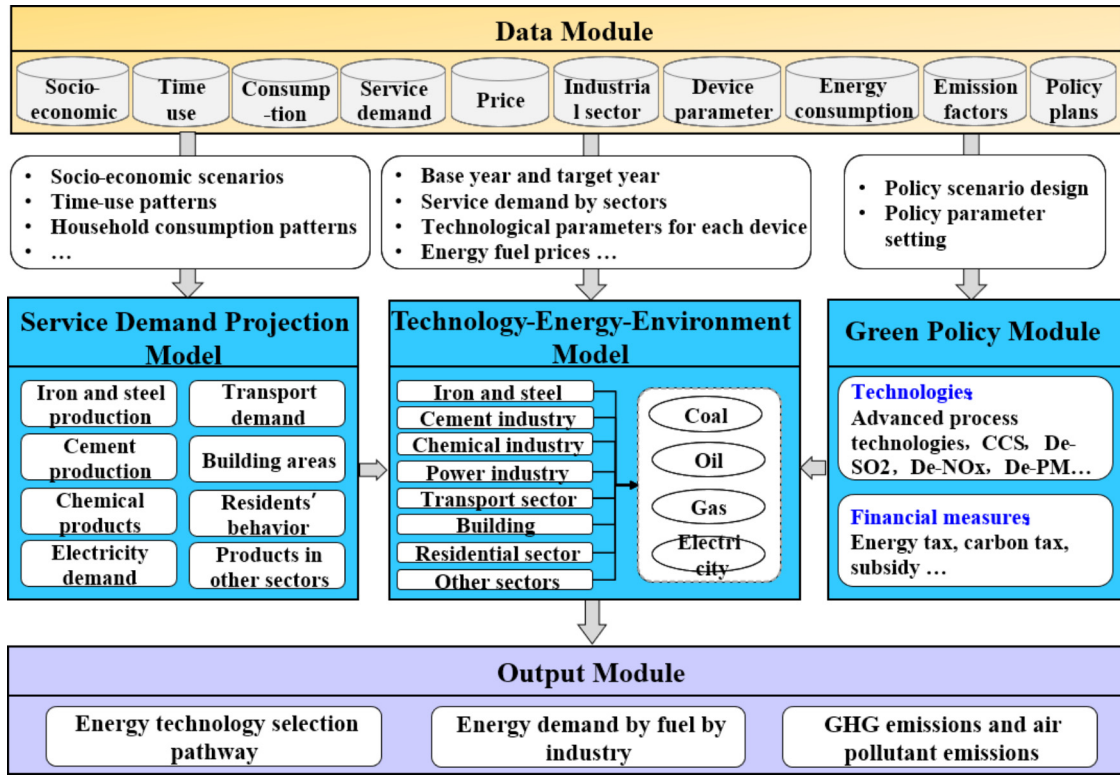 Data Module
Socio-
economic
Time
use
Consump
-tion
Service
demand
Price
Industria
l sector
Device
parameter
Energy
consumption
Emission
factors
Policy
plans
• Socio-economic scenarios
• Time-use patterns
• Household consumption patterns
• …
• Base year and target year
• Service demand by sectors
• Technological parameters for each device
• Energy fuel prices …
• Policy scenario design
• Policy parameter
setting
Service Demand Projection
Model
Iron and steel
production
Transport
demand
Cement
production
Building areas
Chemical
products
Residents′
behavior
Electricity
demand
Products in
other sectors
Technology-Energy-Environment
Model
Iron and steel
Cement industry
Chemical industry
Power industry
Transport sector
Building
Residential sector
Other sectors
Coal
Oil
Gas
Electri
city
Green Policy Module
Technologies:
Advanced process
technologies, CCS, De-
SO2, De-NOx, De-PM…
Financial measures:
Energy tax, carbon tax,
subsidy …
Output Module
Energy technology selection
pathway
Energy demand by fuel by
industry
GHG emissions and air
pollutant emissions